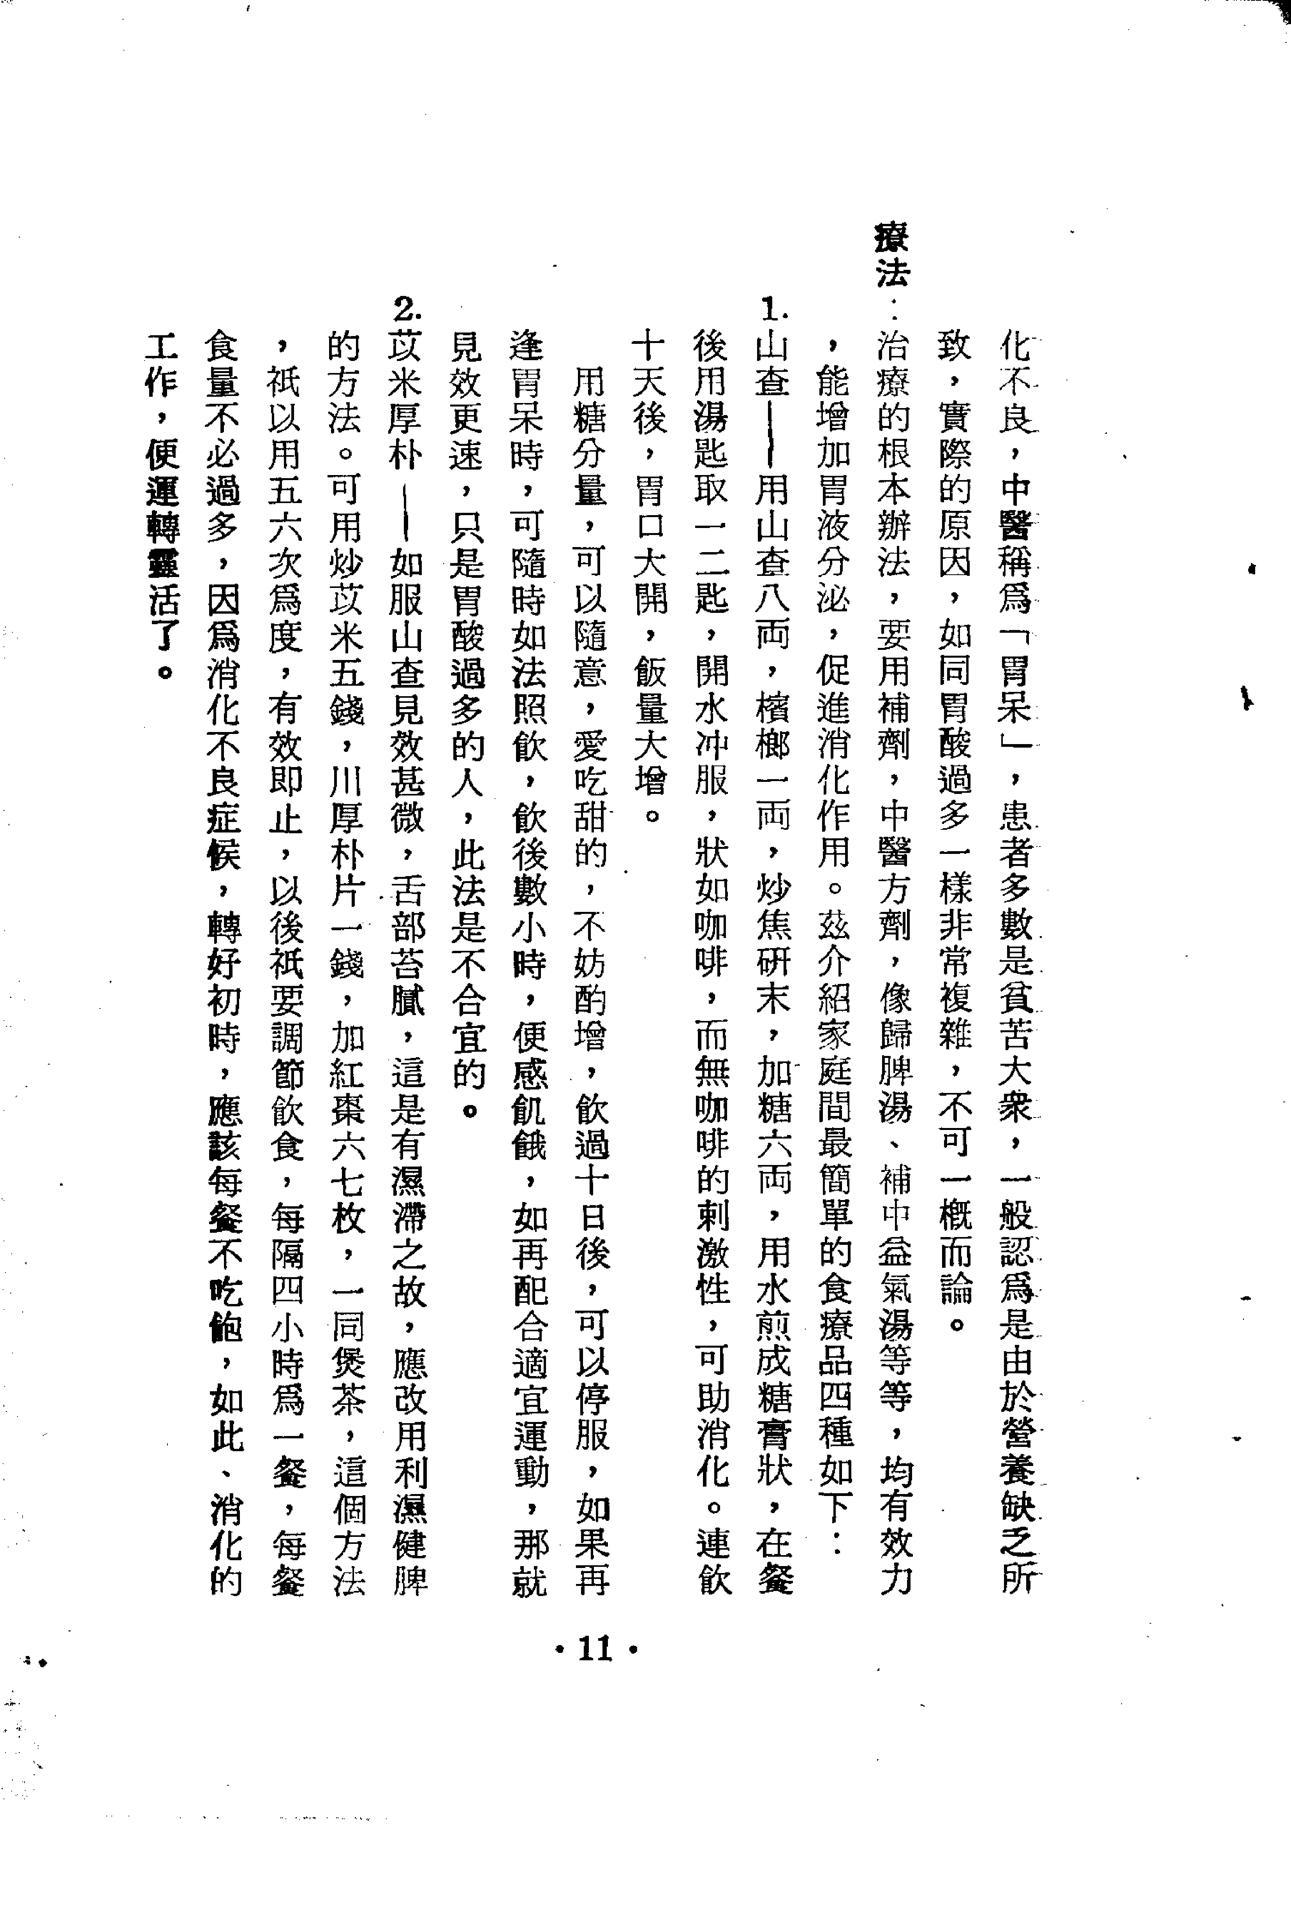 化不良，中醫稱爲「胃呆」，患者多數是貧苦大衆，一般認爲是由於營養缺乏所
致，實際的原因，如同胃酸過多一樣非常複雜，不可一概而論。
療法：治療的根本辦法，要用補劑，中醫方劑，像歸脾湯、補中益氣湯等等，均有效力
，能增加胃液分泌，促進消化作用。茲介紹家庭間最簡單的食療品四種如下：
1.山查——用山查八両，檳榔一両，炒焦研末，加糖六両，用水煎成糖膏狀，在餐
後用湯匙取一二匙，開水冲服，狀如咖啡，而無咖啡的刺激性，可助消化。連飲
十天後，胃口大開，飯量大增。
用糖分量，可以隨意，愛吃甜的，不妨酌增，飲過十日後，可以停服，如果再
逢胃呆時，可隨時如法照飲，飲後數小時，便感飢餓，如再配合適宜運動，那就
見效更速，只是胃酸過多的人，此法是不合宜的。
2.苡米厚朴——如服山查見效甚微，舌部苔膩，這是有濕滯之故，應改用利濕健脾
的方法。可用炒苡米五錢，川厚朴片一錢，加紅棗六七枚，一同煲茶，這個方法
，祇以用五六次爲度，有效即止，以後祇要調節飲食，每隔四小時爲一餐，每餐
食量不必過多，因爲消化不良症候，轉好初時，應該每餐不吃飽，如此、消化的
工作，便運轉靈活了。
·11·